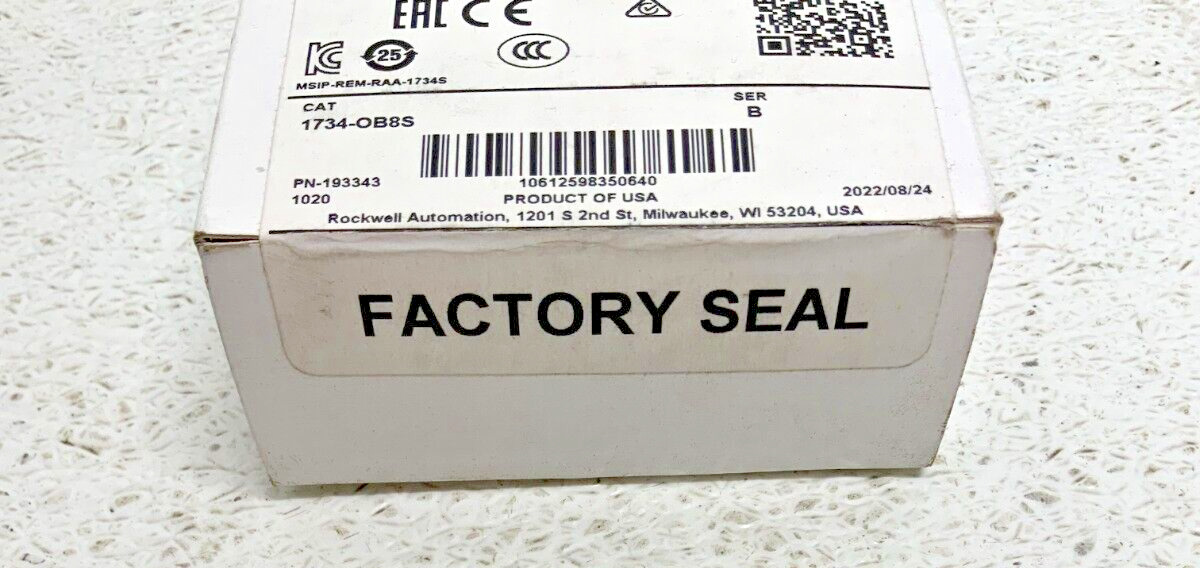 EAC CE
25
CCC
MSIP-REM-RAA-1734S
CAT
1734-OB8S
SER
B
10612598350640
PN-193343
1020
PRODUCT OF USA
2022/08/24
Rockwell Automation, 1201 S 2nd St, Milwaukee, WI 53204, USA
FACTORY SEAL